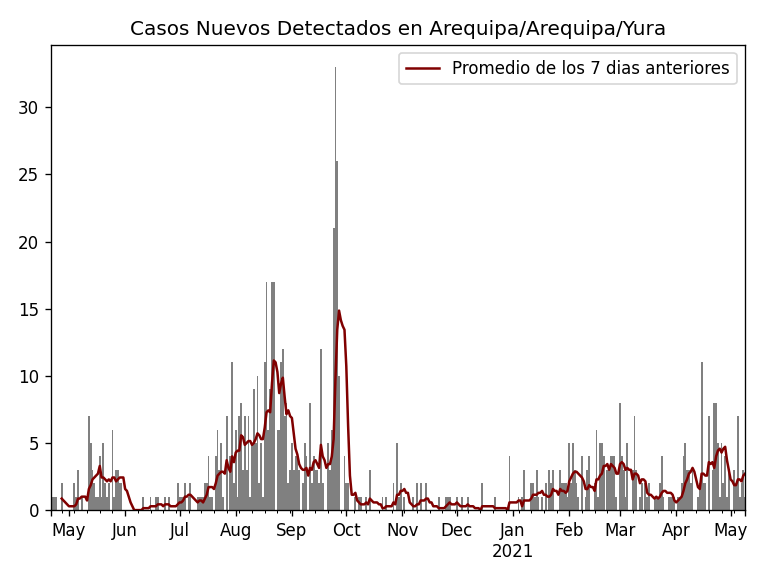 Casos Nuevos Detectados en Arequipa/Arequipa/Yura
Promedio de los 7 dias anteriores
30
25
20
15
10
5
0
May Jun Jul Aug Sep Oct Nov Dec Jan Feb Mar Apr May
2021